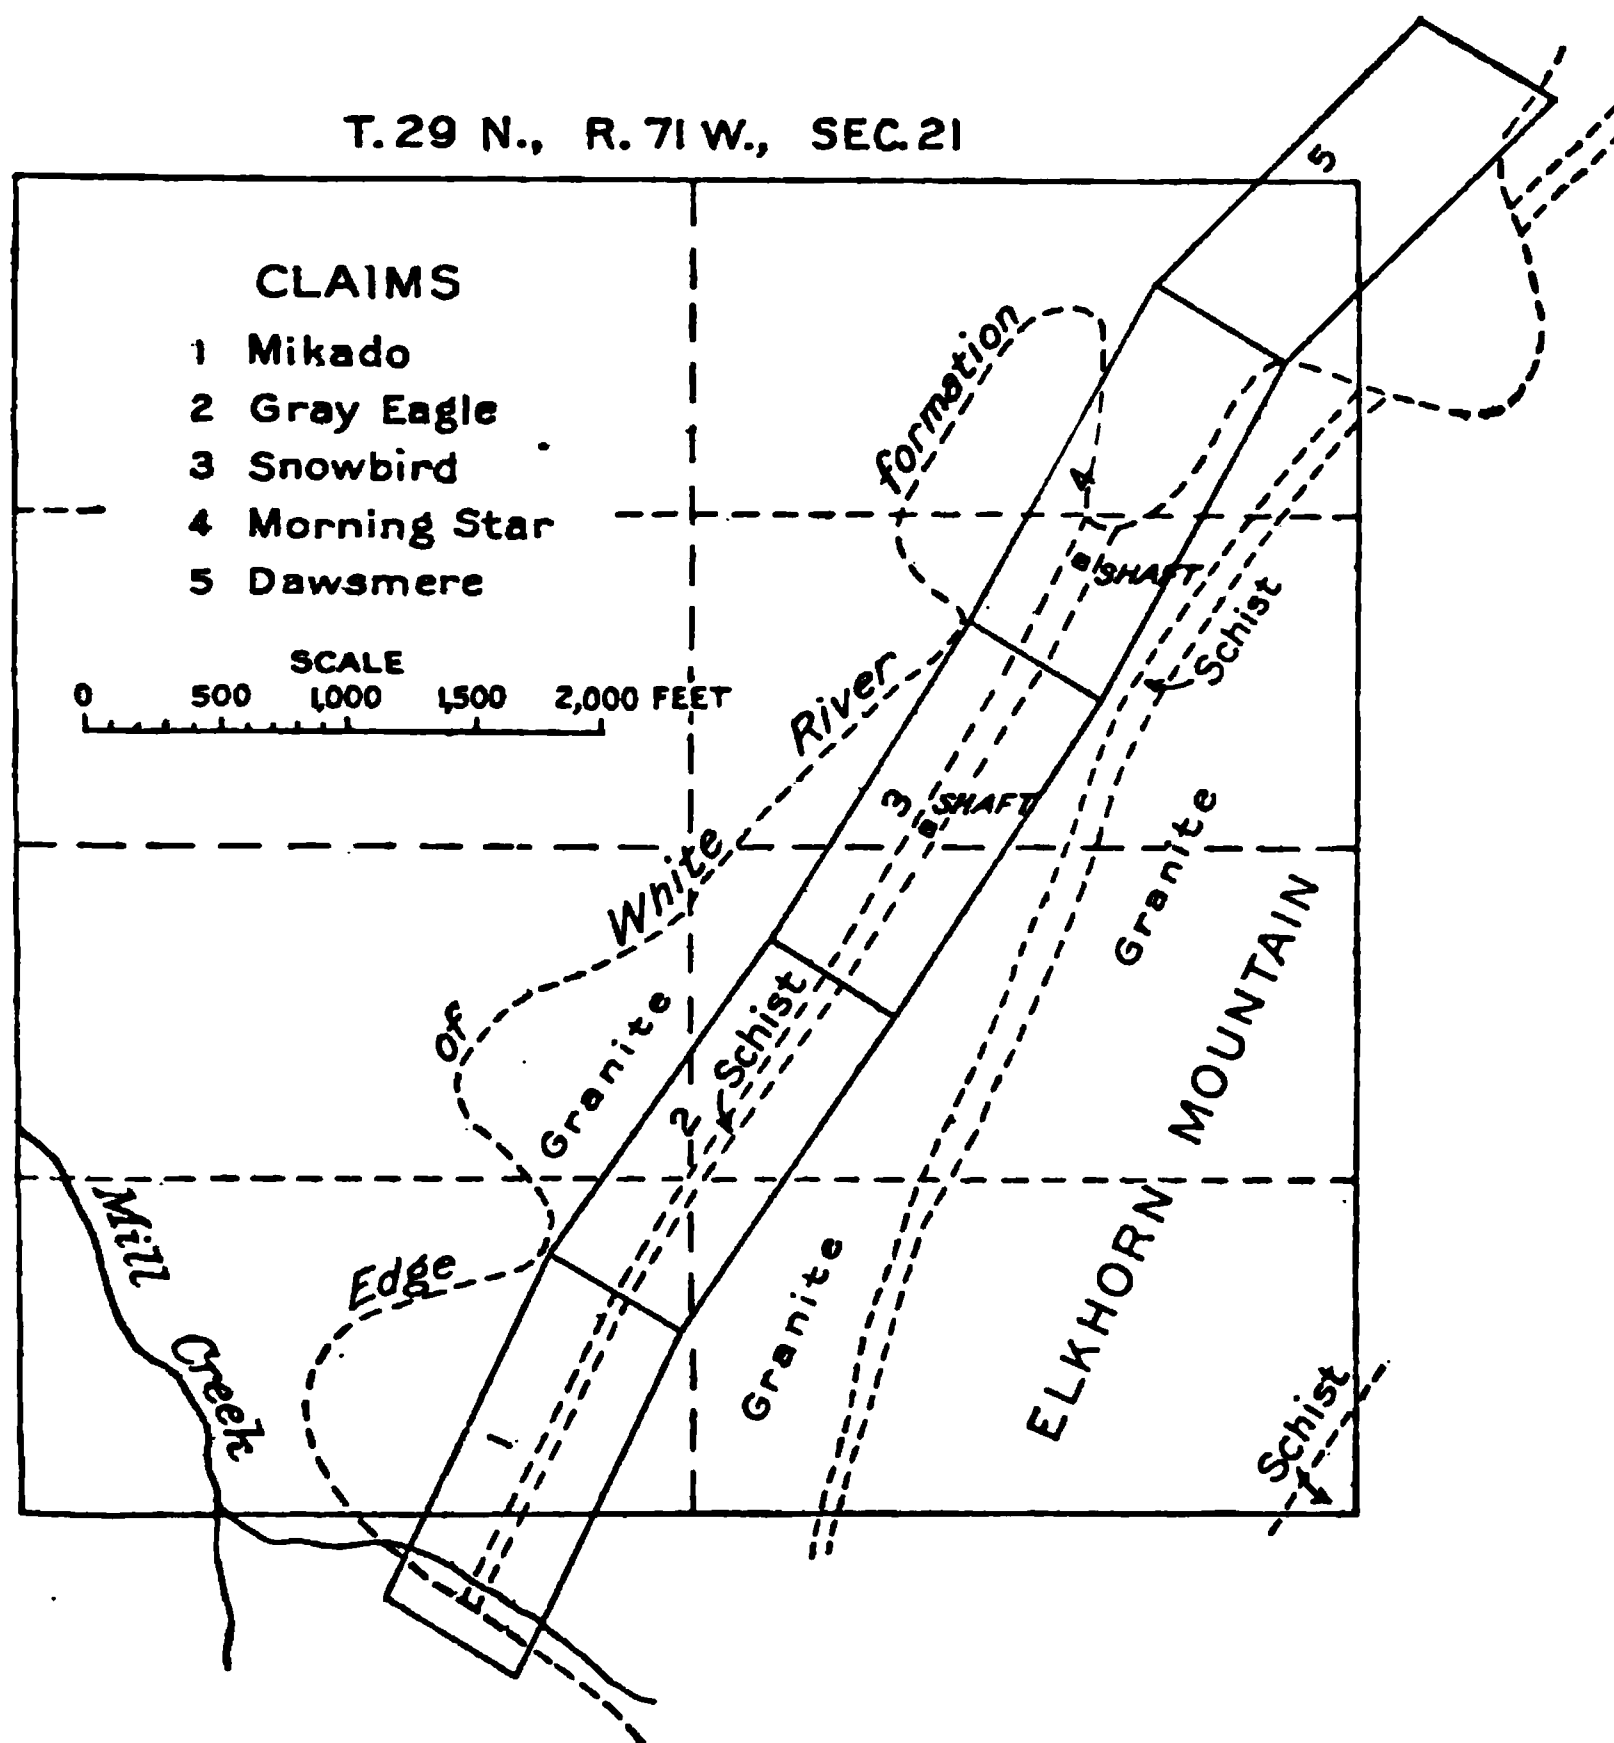 T. 29 N., R. 71 W., SEC. 21
CLAIMS
1 Mikado
2 Gray Eagle
3 Snowbird
4 Morning Star
5 Dawsmere
SCALE
0 500 1,000 1,500 2,000 FEET
5
formation
4
SHAFT
Schist
River
3
SHAFT
White
Granite
of
Granite
Schist
2
MOUNTAIN
Mill
Edge
Granite
ELKHORN
Creek
1
Schist